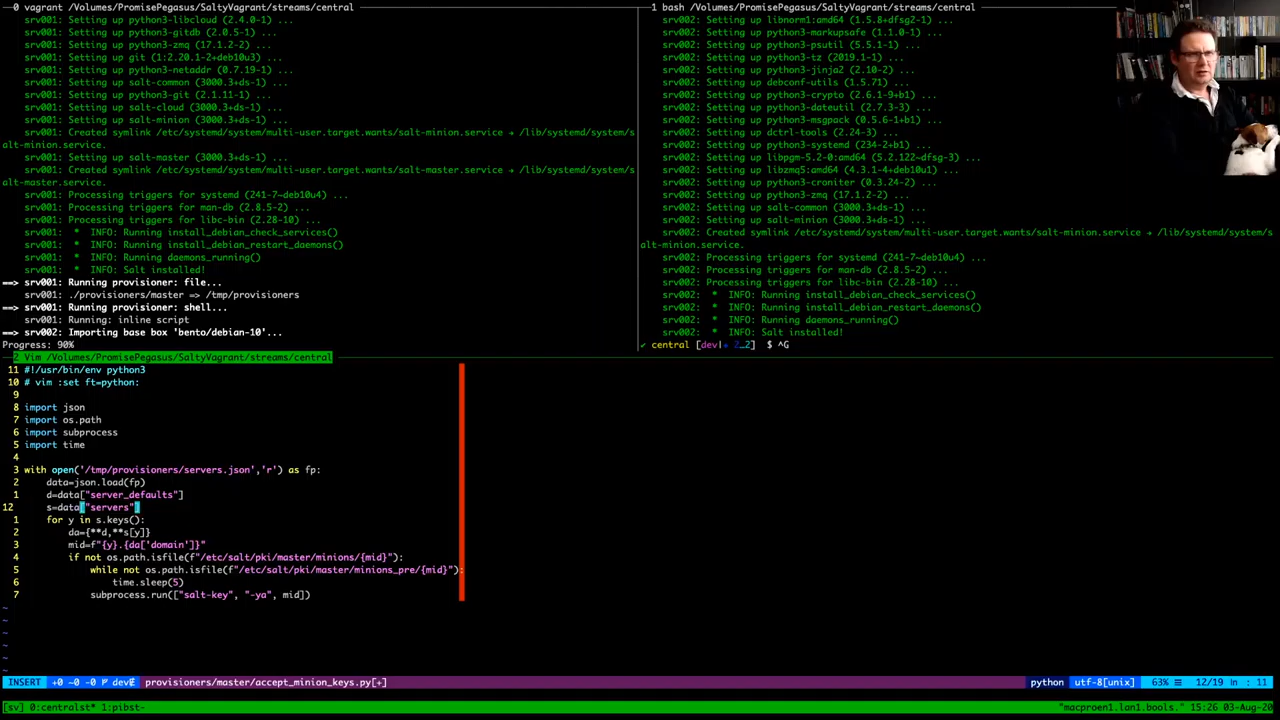 0 vagrant /Volumes/PromisePegasus/SaltyVagrant/streams/central
srv001: Setting up python3-libcloud (2.4.0-1) ...
srv001: Setting up python3-gitdb (2.0.5-1) ...
srv001: Setting up python3-zmq (17.1.2-2) ...
srv001: Setting up git (1:2.20.1-2+deb10u3) ...
srv001: Setting up python3-netaddr (0.7.19-1) ...
srv001: Setting up salt-common (3000.3+ds-1) ...
srv001: Setting up python3-git (2.1.11-1) ...
srv001: Setting up salt-cloud (3000.3+ds-1) ...
srv001: Setting up salt-minion (3000.3+ds-1) ...
srv001: Created symlink /etc/systemd/system/multi-user.target.wants/salt-minion.service → /lib/systemd/system/s
alt-minion.service.
srv001: Setting up salt-master (3000.3+ds-1) ...
srv001: Created symlink /etc/systemd/system/multi-user.target.wants/salt-master.service → /lib/systemd/system/s
alt-master.service.
srv001: Processing triggers for systemd (241-7~deb10u4) ...
srv001: Processing triggers for man-db (2.8.5-2) ...
srv001: Processing triggers for libc-bin (2.28-10) ...
srv001:  *  INFO: Running install_debian_check_services()
srv001:  *  INFO: Running install_debian_restart_daemons()
srv001:  *  INFO: Running daemons_running()
srv001:  *  INFO: Salt installed!
==> srv001: Running provisioner: file...
srv001: ./provisioners/master => /tmp/provisioners
==> srv001: Running provisioner: shell...
srv001: Running: inline script
==> srv002: Importing base box 'bento/debian-10'...
Progress: 90%
1 bash /Volumes/PromisePegasus/SaltyVagrant/streams/central
srv002: Setting up libnorm1:amd64 (1.5.8+dfsg2-1) ...
srv002: Setting up python3-markupsafe (1.1.0-1) ...
srv002: Setting up python3-psutil (5.5.1-1) ...
srv002: Setting up python3-tz (2019.1-1) ...
srv002: Setting up python3-jinja2 (2.10-2) ...
srv002: Setting up debconf-utils (1.5.71) ...
srv002: Setting up python3-crypto (2.6.1-9+b1) ...
srv002: Setting up python3-dateutil (2.7.3-3) ...
srv002: Setting up python3-msgpack (0.5.6-1+b1) ...
srv002: Setting up dctrl-tools (2.24-3) ...
srv002: Setting up python3-systemd (234-2+b1) ...
srv002: Setting up libpgm-5.2-0:amd64 (5.2.122~dfsg-3) ...
srv002: Setting up libzmq5:amd64 (4.3.1-4+deb10u1) ...
srv002: Setting up python3-croniter (0.3.24-2) ...
srv002: Setting up python3-zmq (17.1.2-2) ...
srv002: Setting up salt-common (3000.3+ds-1) ...
srv002: Setting up salt-minion (3000.3+ds-1) ...
srv002: Created symlink /etc/systemd/system/multi-user.target.wants/salt-minion.service → /lib/systemd/system/s
alt-minion.service.
srv002: Processing triggers for systemd (241-7~deb10u4) ...
srv002: Processing triggers for man-db (2.8.5-2) ...
srv002: Processing triggers for libc-bin (2.28-10) ...
srv002:  *  INFO: Running install_debian_check_services()
srv002:  *  INFO: Running install_debian_restart_daemons()
srv002:  *  INFO: Running daemons_running()
srv002:  *  INFO: Salt installed!
✔ central [dev|✚ 2…2]  $ ^G
2 Vim /Volumes/PromisePegasus/SaltyVagrant/streams/central
11 #!/usr/bin/env python3
10 # vim :set ft=python:
9
8 import json
7 import os.path
6 import subprocess
5 import time
4
3 with open('/tmp/provisioners/servers.json','r') as fp:
2     data=json.load(fp)
1     d=data["server_defaults"]
12     s=data["servers"]
1     for y in s.keys():
2         da={**d,**s[y]}
3         mid=f"{y}.{da['domain']}"
4         if not os.path.isfile(f"/etc/salt/pki/master/minions/{mid}"):
5             while not os.path.isfile(f"/etc/salt/pki/master/minions_pre/{mid}"):
6                 time.sleep(5)
7             subprocess.run(["salt-key", "-ya", mid])
~
~
~
~
~
~
INSERT +0 ~0 -0 dev provisioners/master/accept_minion_keys.py[+] python utf-8[unix] 63% ☰ 12/19 ln : 11
[sv] 0:centralst* 1:pibst- "macproen1.lan1.bools." 15:26 03-Aug-20